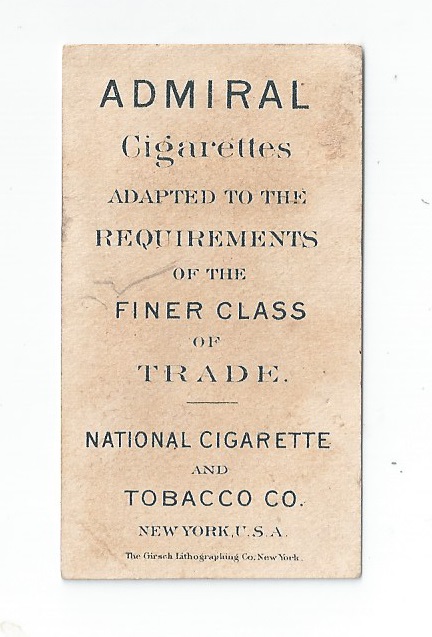 ADMIRAL
Cigarettes
ADAPTED TO THE
REQUIREMENTS
OF THE
FINER CLASS
OF
TRADE.
NATIONAL CIGARETTE
AND
TOBACCO CO.
NEW YORK, U.S.A.
The Girsch Lithographing Co. New York.